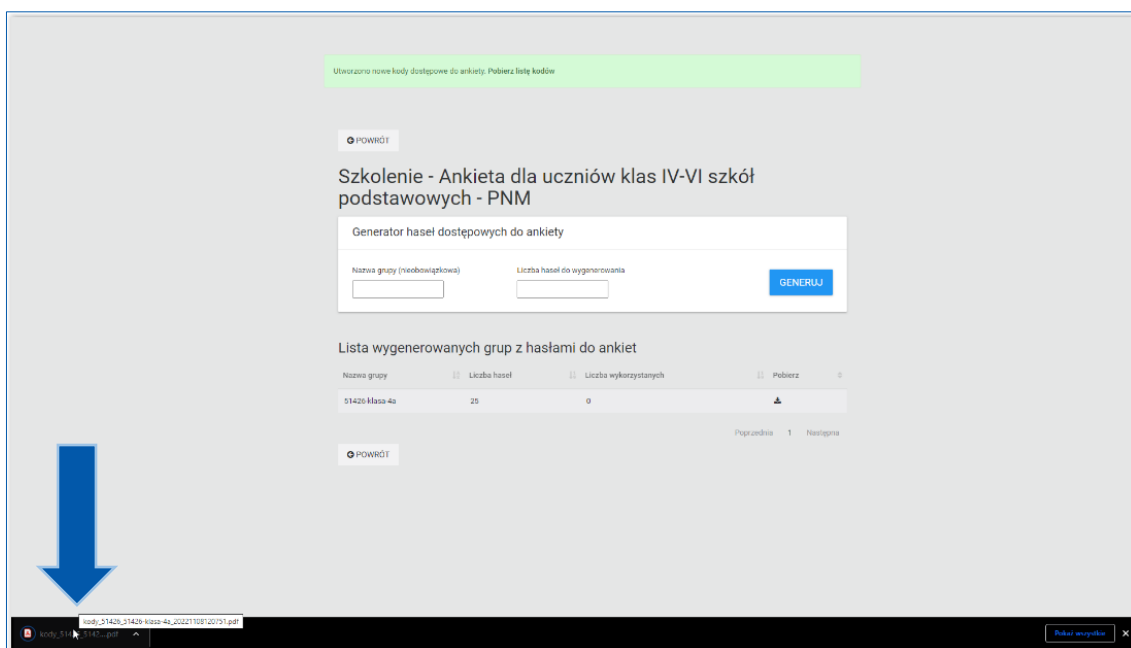 Utworzono nowe kody dostępowe do ankiety. Pobierz listę kodów
POWRÓT
Szkolenie - Ankieta dla uczniów klas IV-VI szkół
podstawowych - PNM
Generator haseł dostępowych do ankiety
Nazwa grupy (nieobowiązkowa) Liczba haseł do wygenerowania
GENERUJ
Lista wygenerowanych grup z hasłami do ankiet
Nazwa grupy Liczba haseł Liczba wykorzystanych Pobierz
51426-klasa-4a 25 0
Poprzednia 1 Następna
POWRÓT
kody_51426_51426-klasa-4a_20221108120751.pdf
Pokaż wszystkie